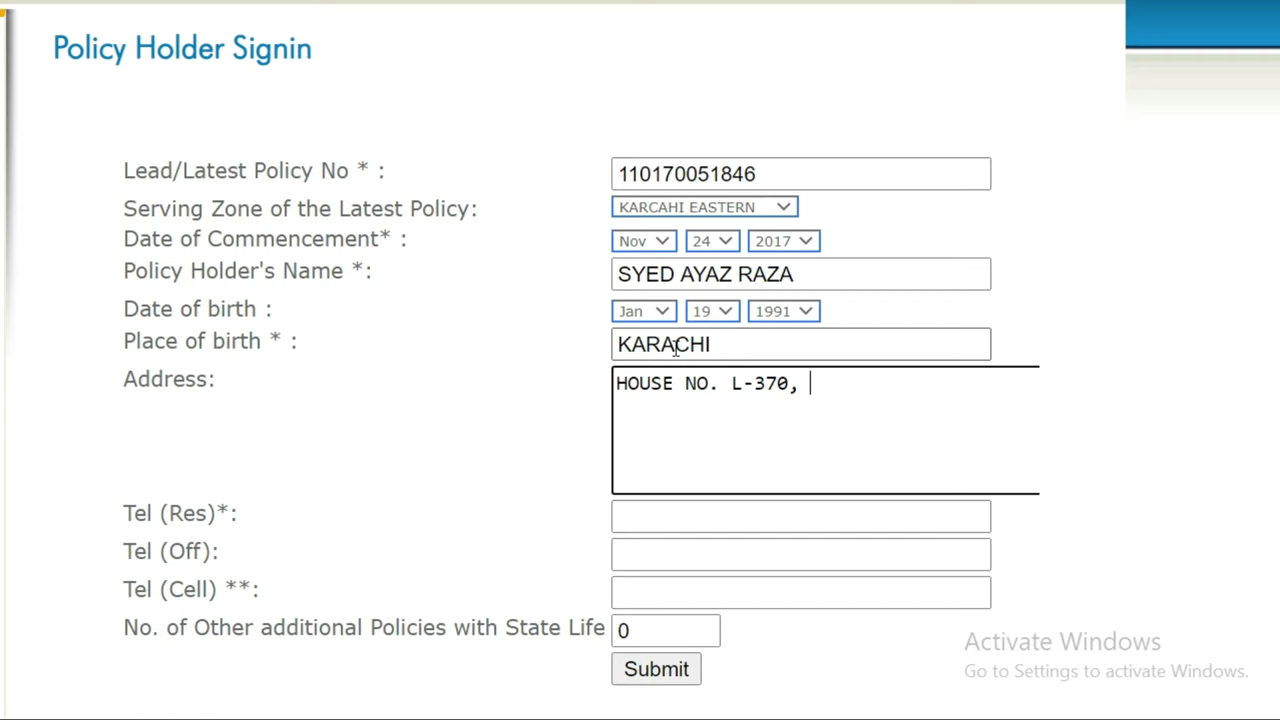 Policy Holder Signin
Lead/Latest Policy No * : 110170051846
Serving Zone of the Latest Policy: KARCAHI EASTERN
Date of Commencement* : Nov 24 2017
Policy Holder's Name *: SYED AYAZ RAZA
Date of birth : Jan 19 1991
Place of birth * : KARACHI
Address: HOUSE NO. L-370,
Tel (Res)*:
Tel (Off):
Tel (Cell) **:
No. of Other additional Policies with State Life 0
Submit
Activate Windows
Go to Settings to activate Windows.